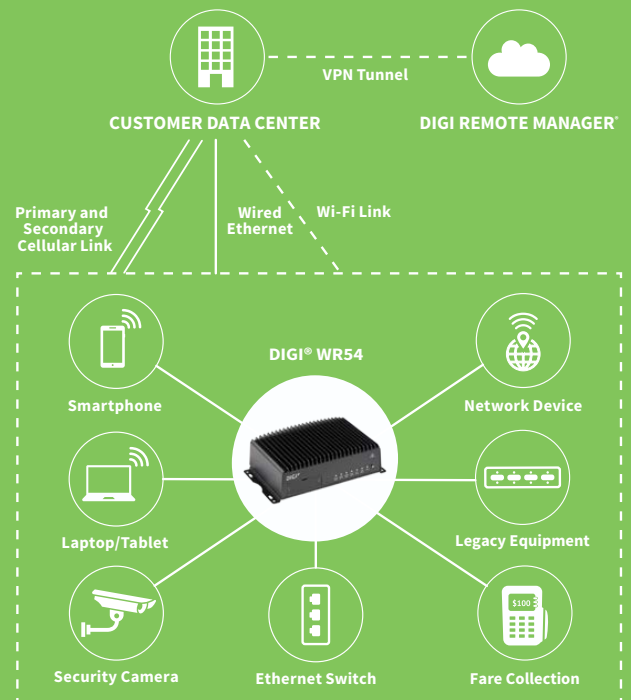 VPN Tunnel
CUSTOMER DATA CENTER
DIGI REMOTE MANAGER®
Primary and
Secondary
Cellular Link
Wired
Ethernet
Wi-Fi Link
DIGI® WR54
Smartphone
Network Device
DIGI
Laptop/Tablet
Legacy Equipment
$100
Security Camera
Ethernet Switch
Fare Collection